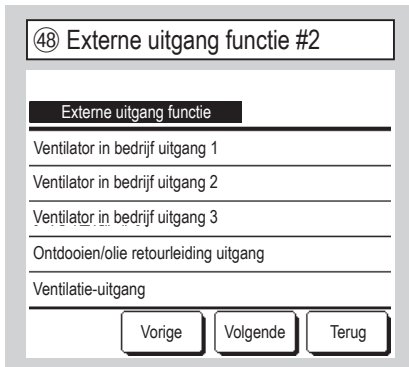 ㊽ Externe uitgang functie #2
Externe uitgang functie
Ventilator in bedrijf uitgang 1
Ventilator in bedrijf uitgang 2
Ventilator in bedrijf uitgang 3
Ontdooien/olie retourleiding uitgang
Ventilatie-uitgang
Vorige Volgende Terug